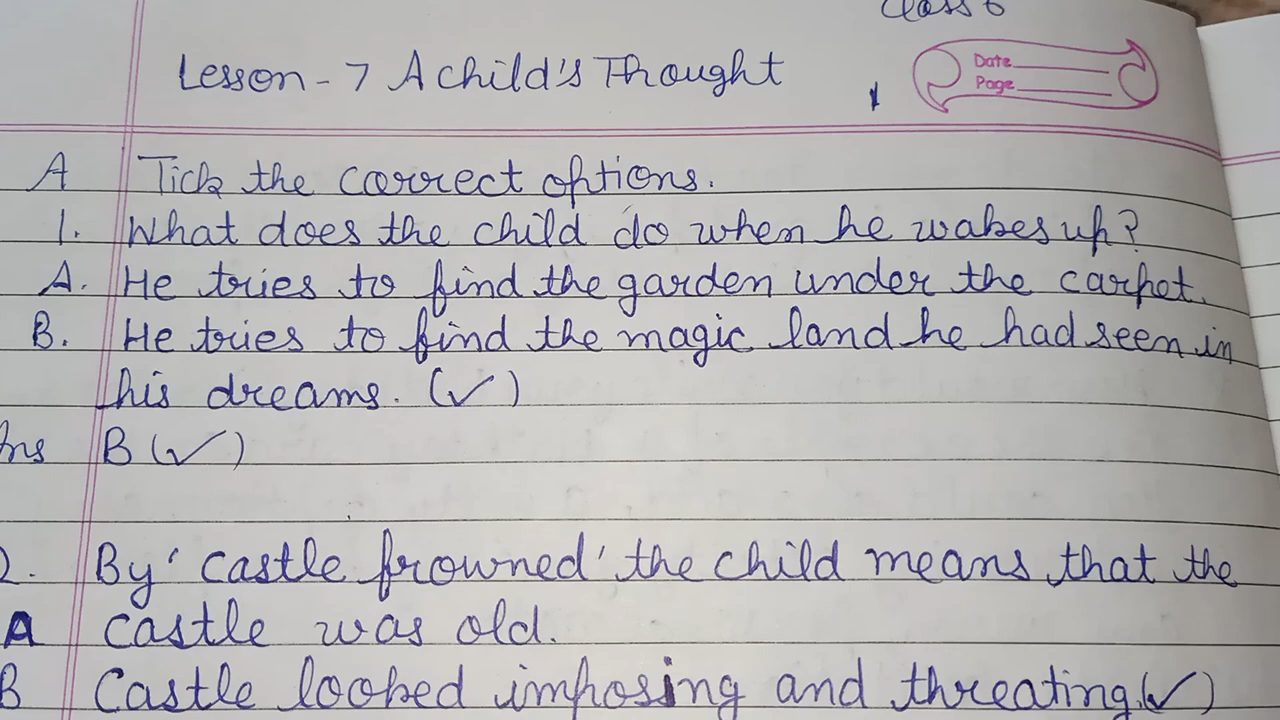 Class 6
Lesson - 7 A child's Thought
Date
Page
A Tick the correct options.
1. What does the child do when he wakes up?
A. He tries to find the garden under the carpet.
B. He tries to find the magic land he had seen in
his dreams. (✓)
Ans B (✓)
2. By 'castle frowned' the child means that the
A castle was old.
B Castle looked imposing and threating.(✓)